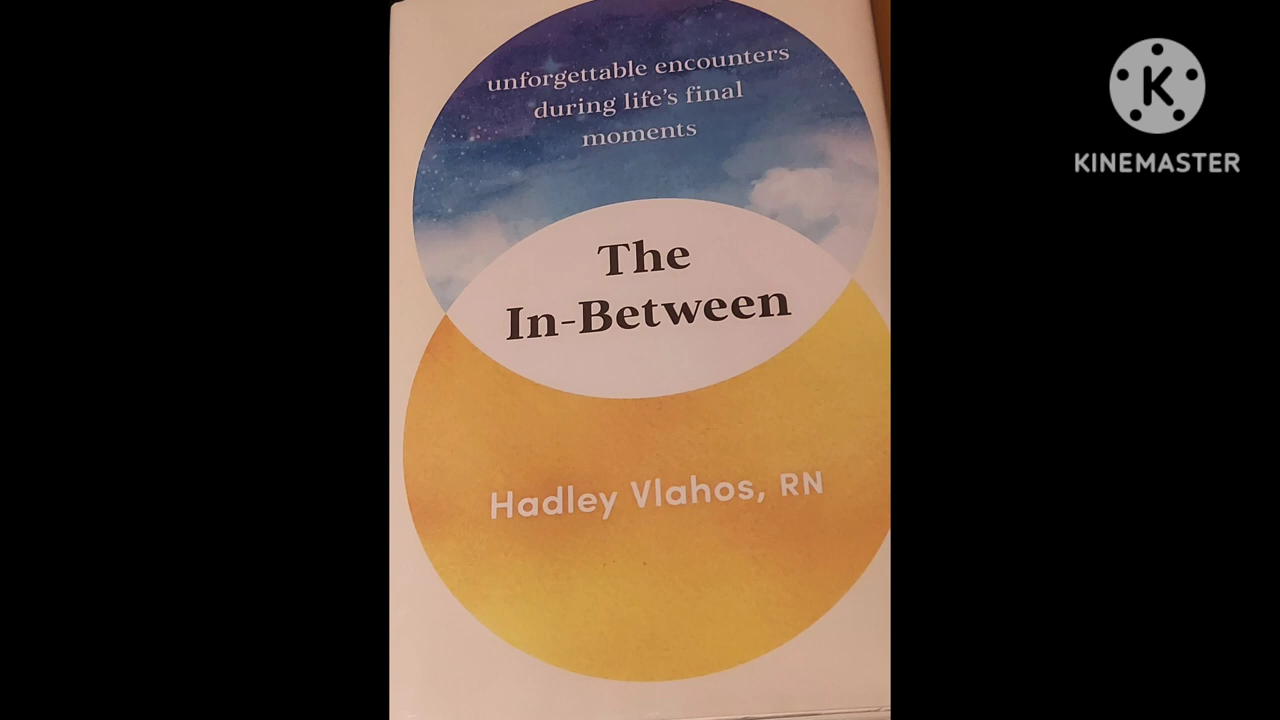 unforgettable encounters
during life's final
moments
The
In-Between
Hadley Vlahos, RN
K
KINEMASTER